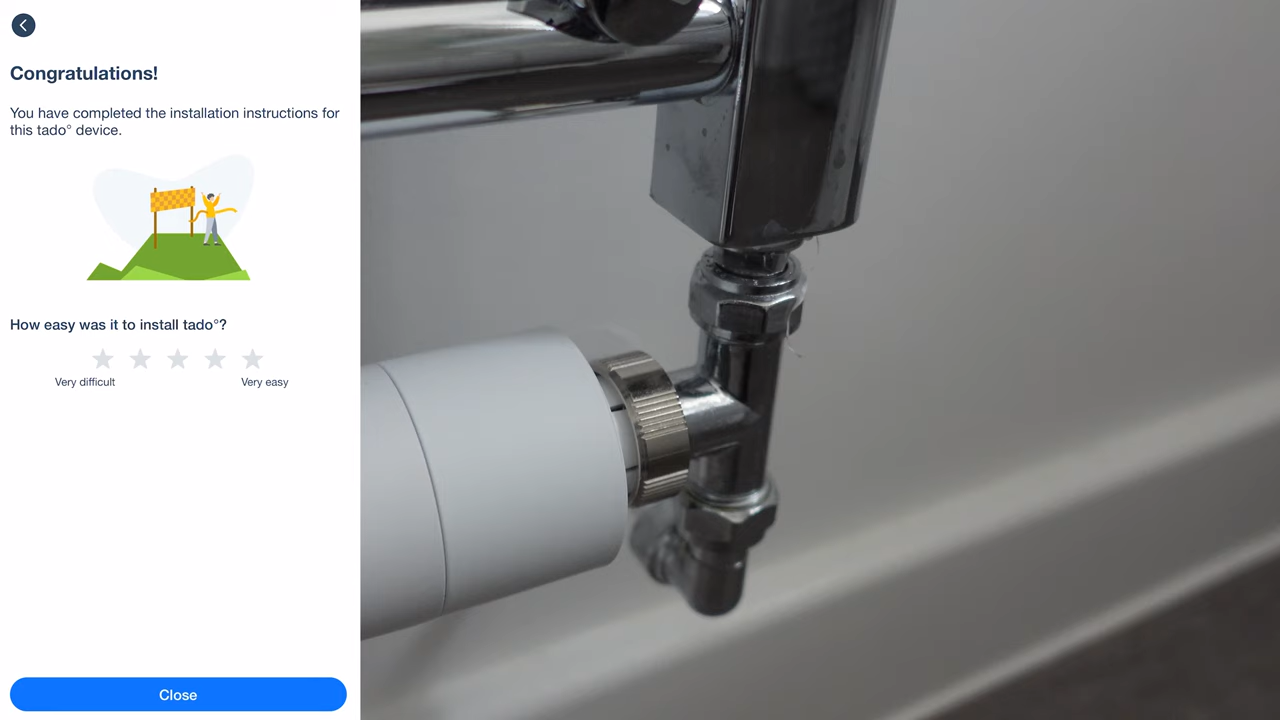 Congratulations!
You have completed the installation instructions for
this tado° device.
How easy was it to install tado°?
Very difficult
Very easy
Close